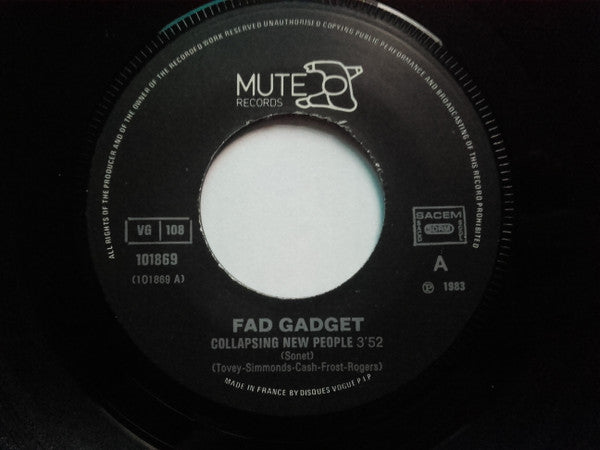 ALL RIGHTS OF THE PRODUCER AND OF THE OWNER OF THE RECORDED WORK RESERVED UNAUTHORISED COPYING PUBLIC PERFORMANCE AND BROADCASTING OF THIS RECORD PROHIBITED
MUTE
RECORDS
VG 108
101869
(101869 A)
SACEM
SDRM
A
℗ 1983
FAD GADGET
COLLAPSING NEW PEOPLE 3'52
(Sonet)
(Tovey-Simmonds-Cash-Frost-Rogers)
MADE IN FRANCE BY DISQUES VOGUE P.I.P.